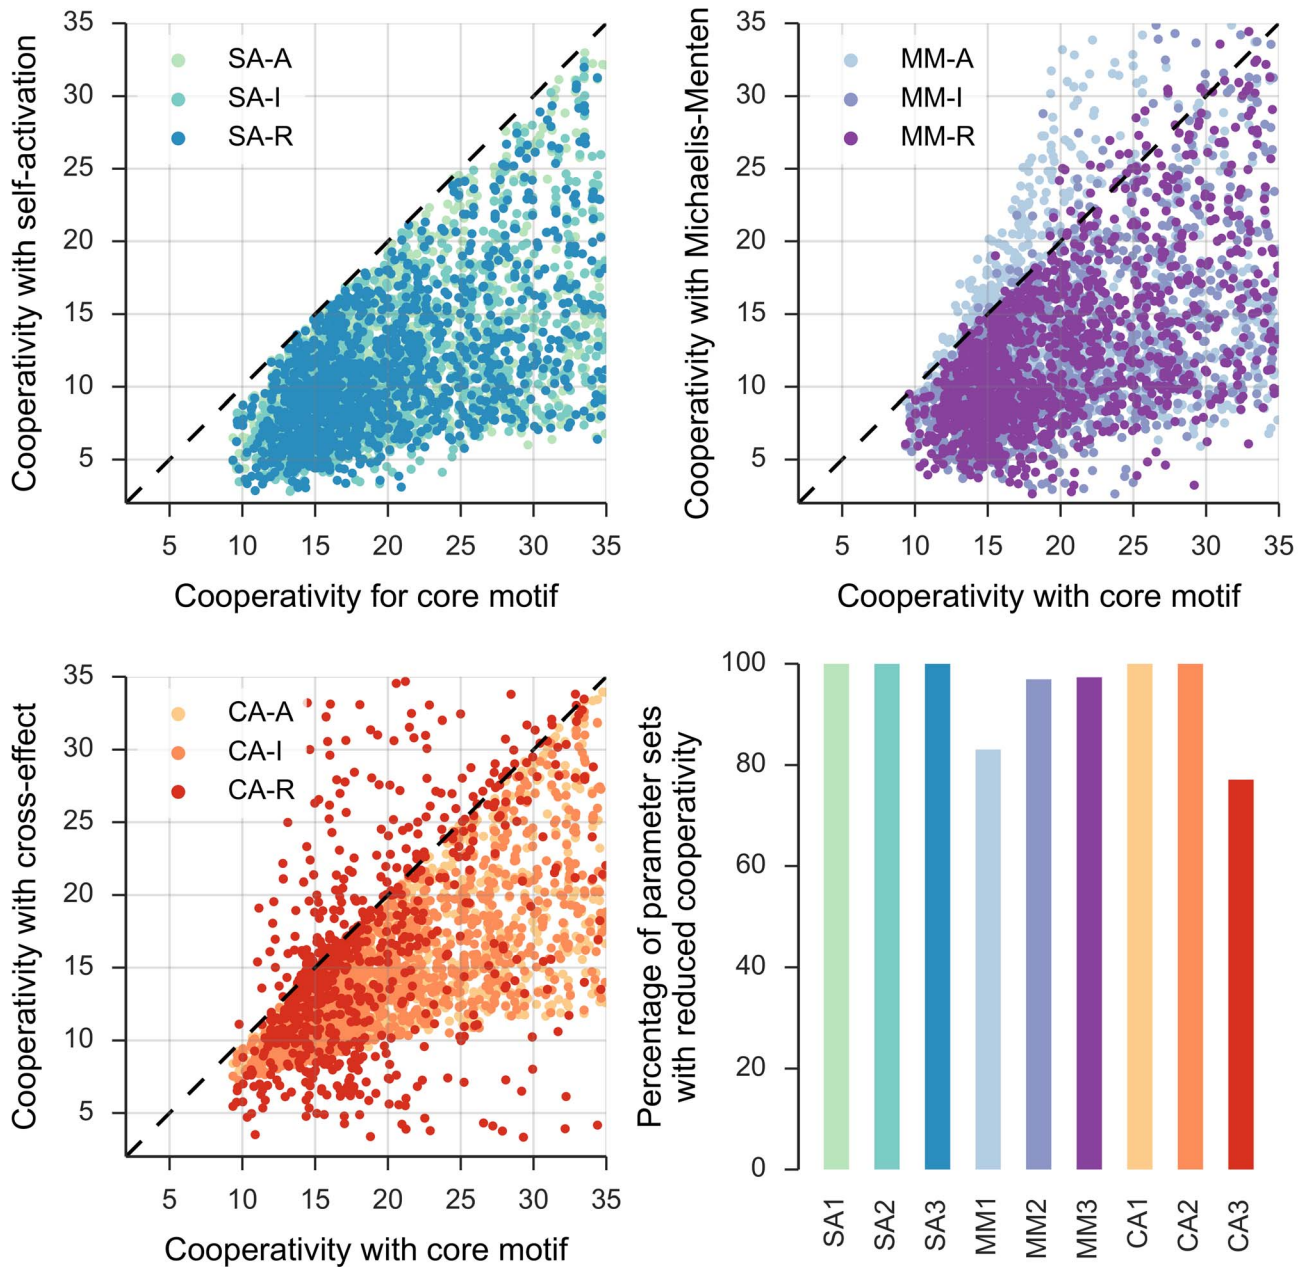 35
30
25
20
15
10
5
Cooperativity with self-activation
SA-A
SA-I
SA-R
5 10 15 20 25 30 35
Cooperativity for core motif
35
30
25
20
15
10
5
Cooperativity with Michaelis-Menten
MM-A
MM-I
MM-R
5 10 15 20 25 30 35
Cooperativity with core motif
35
30
25
20
15
10
5
Cooperativity with cross-effect
CA-A
CA-I
CA-R
5 10 15 20 25 30 35
Cooperativity with core motif
100
80
60
40
20
0
Percentage of parameter sets
with reduced cooperativity
SA1 SA2 SA3 MM1 MM2 MM3 CA1 CA2 CA3